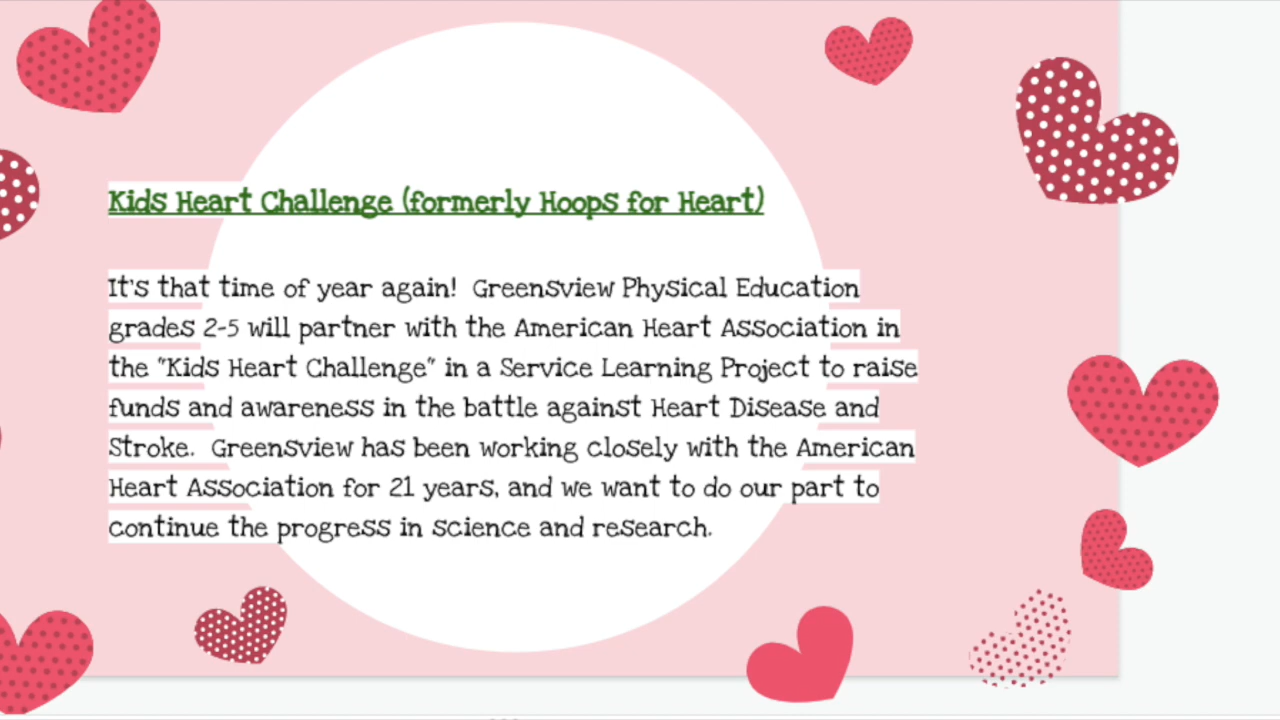 Kids Heart Challenge (formerly Hoops for Heart)
It's that time of year again!  Greensview Physical Education
grades 2-5 will partner with the American Heart Association in
the "Kids Heart Challenge" in a Service Learning Project to raise
funds and awareness in the battle against Heart Disease and
Stroke.  Greensview has been working closely with the American
Heart Association for 21 years, and we want to do our part to
continue the progress in science and research.